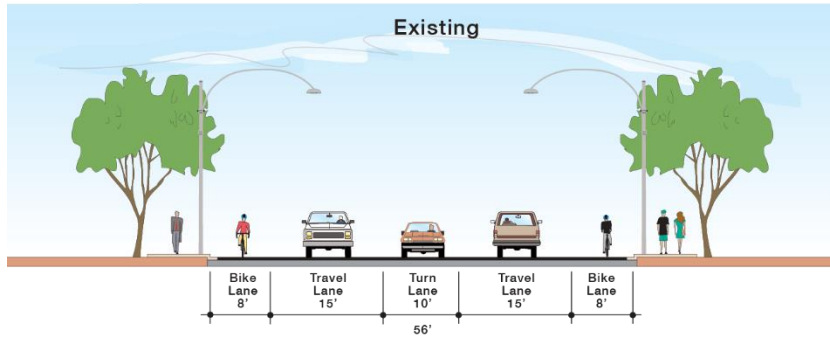 Existing
Bike Lane 8'
Travel Lane 15'
Turn Lane 10'
Travel Lane 15'
Bike Lane 8'
56'